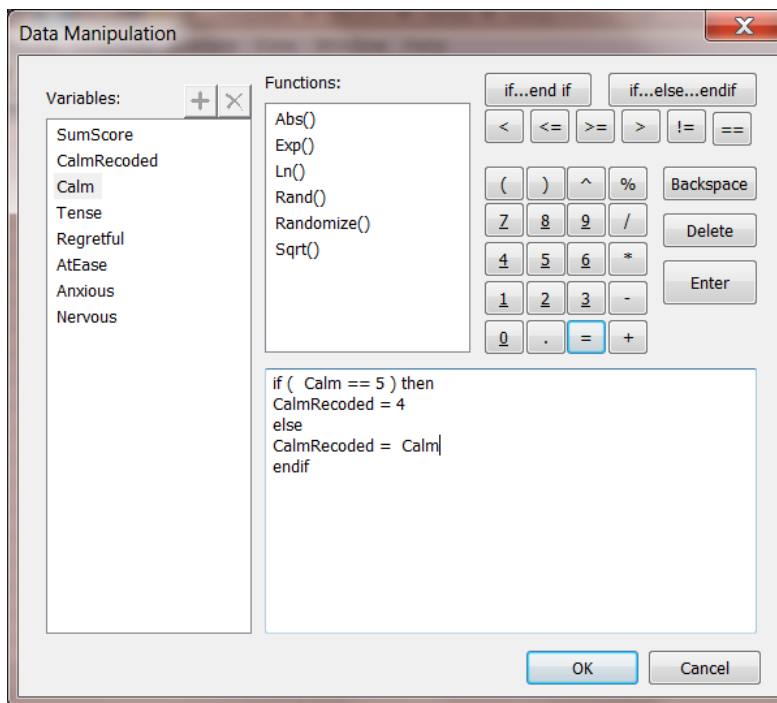 Data Manipulation
X
Variables:
+ X
SumScore
CalmRecoded
Calm
Tense
Regretful
AtEase
Anxious
Nervous
Functions:
Abs()
Exp()
Ln()
Rand()
Randomize()
Sqrt()
if...end if if...else...endif
< <= >= > != ==
( ) ^ % Backspace
7 8 9 / Delete
4 5 6 * Enter
1 2 3 -
0 . = +
if ( Calm == 5 ) then
CalmRecoded = 4
else
CalmRecoded = Calm
endif
OK Cancel